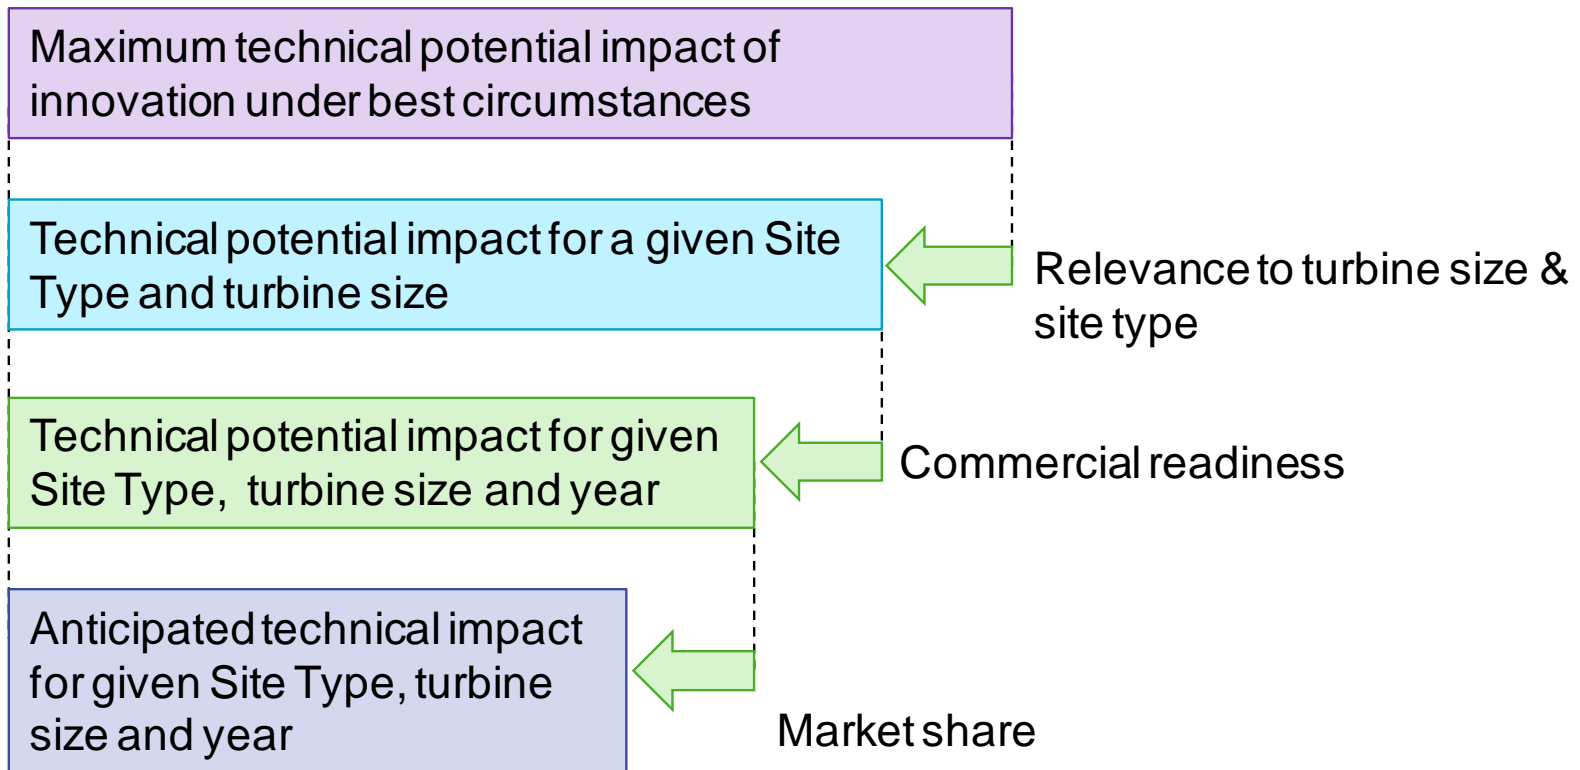 Maximum technical potential impact of
innovation under best circumstances
Technical potential impact for a given Site
Type and turbine size
Relevance to turbine size &
site type
Technical potential impact for given
Site Type, turbine size and year
Commercial readiness
Anticipated technical impact
for given Site Type, turbine
size and year
Market share